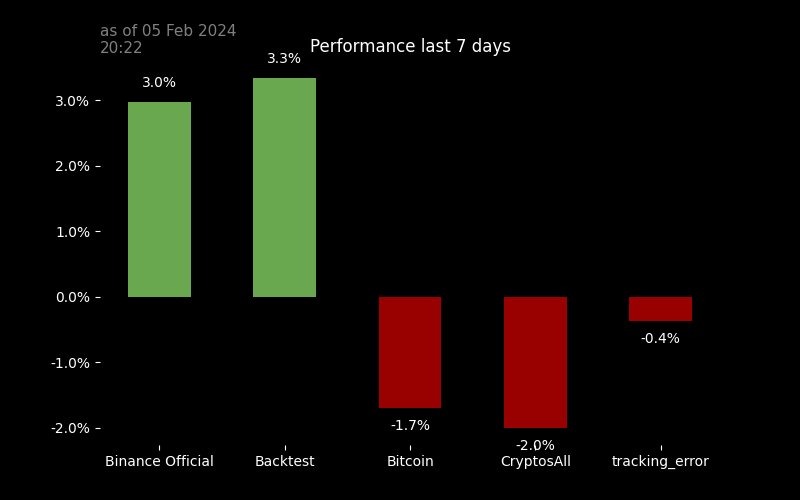 as of 05 Feb 2024
20:22
Performance last 7 days
3.0%
3.3%
-1.7%
-2.0%
-0.4%
3.0%
2.0%
1.0%
0.0%
-1.0%
-2.0%
Binance Official
Backtest
Bitcoin
CryptosAll
tracking_error